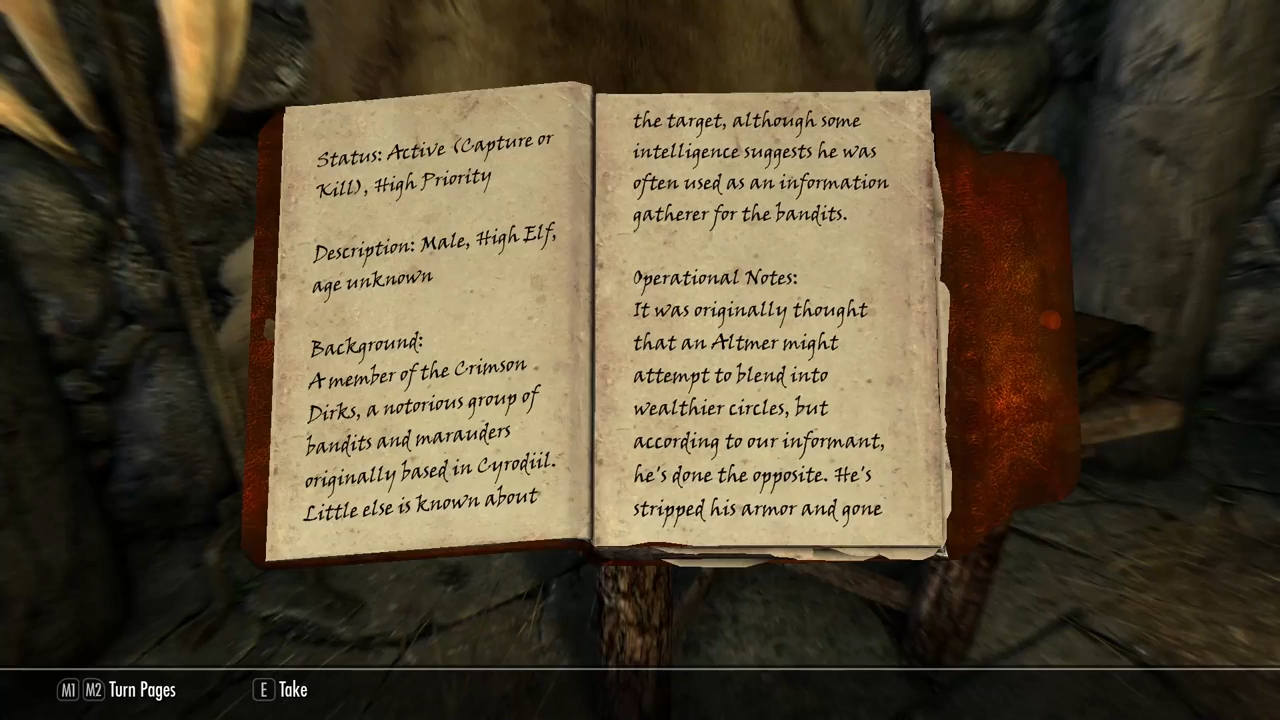 Status: Active (Capture or
Kill), High Priority
Description: Male, High Elf,
age unknown
Background:
A member of the Crimson
Dirks, a notorious group of
bandits and marauders
originally based in Cyrodiil.
Little else is known about
the target, although some
intelligence suggests he was
often used as an information
gatherer for the bandits.
Operational Notes:
It was originally thought
that an Altmer might
attempt to blend into
wealthier circles, but
according to our informant,
he's done the opposite. He's
stripped his armor and gone
M1 M2 Turn Pages
E Take